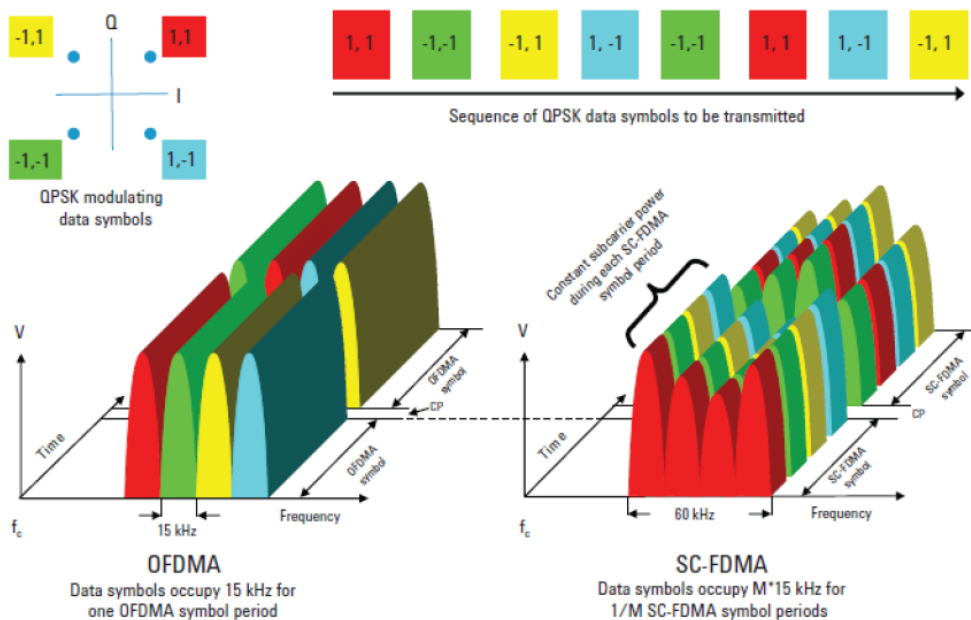 -1,1
Q
1,1
I
-1,-1
1,-1
QPSK modulating
data symbols
1, 1
-1,-1
-1, 1
1, -1
-1,-1
1, 1
1, -1
-1, 1
Sequence of QPSK data symbols to be transmitted
V
Time
f_c
15 kHz
Frequency
OFDMA
symbol
CP
OFDMA
symbol
OFDMA
Data symbols occupy 15 kHz for
one OFDMA symbol period
Constant subcarrier power
during each SC-FDMA
symbol period
V
Time
f_c
60 kHz
Frequency
SC-FDMA
symbol
CP
SC-FDMA
symbol
SC-FDMA
Data symbols occupy M*15 kHz for
1/M SC-FDMA symbol periods